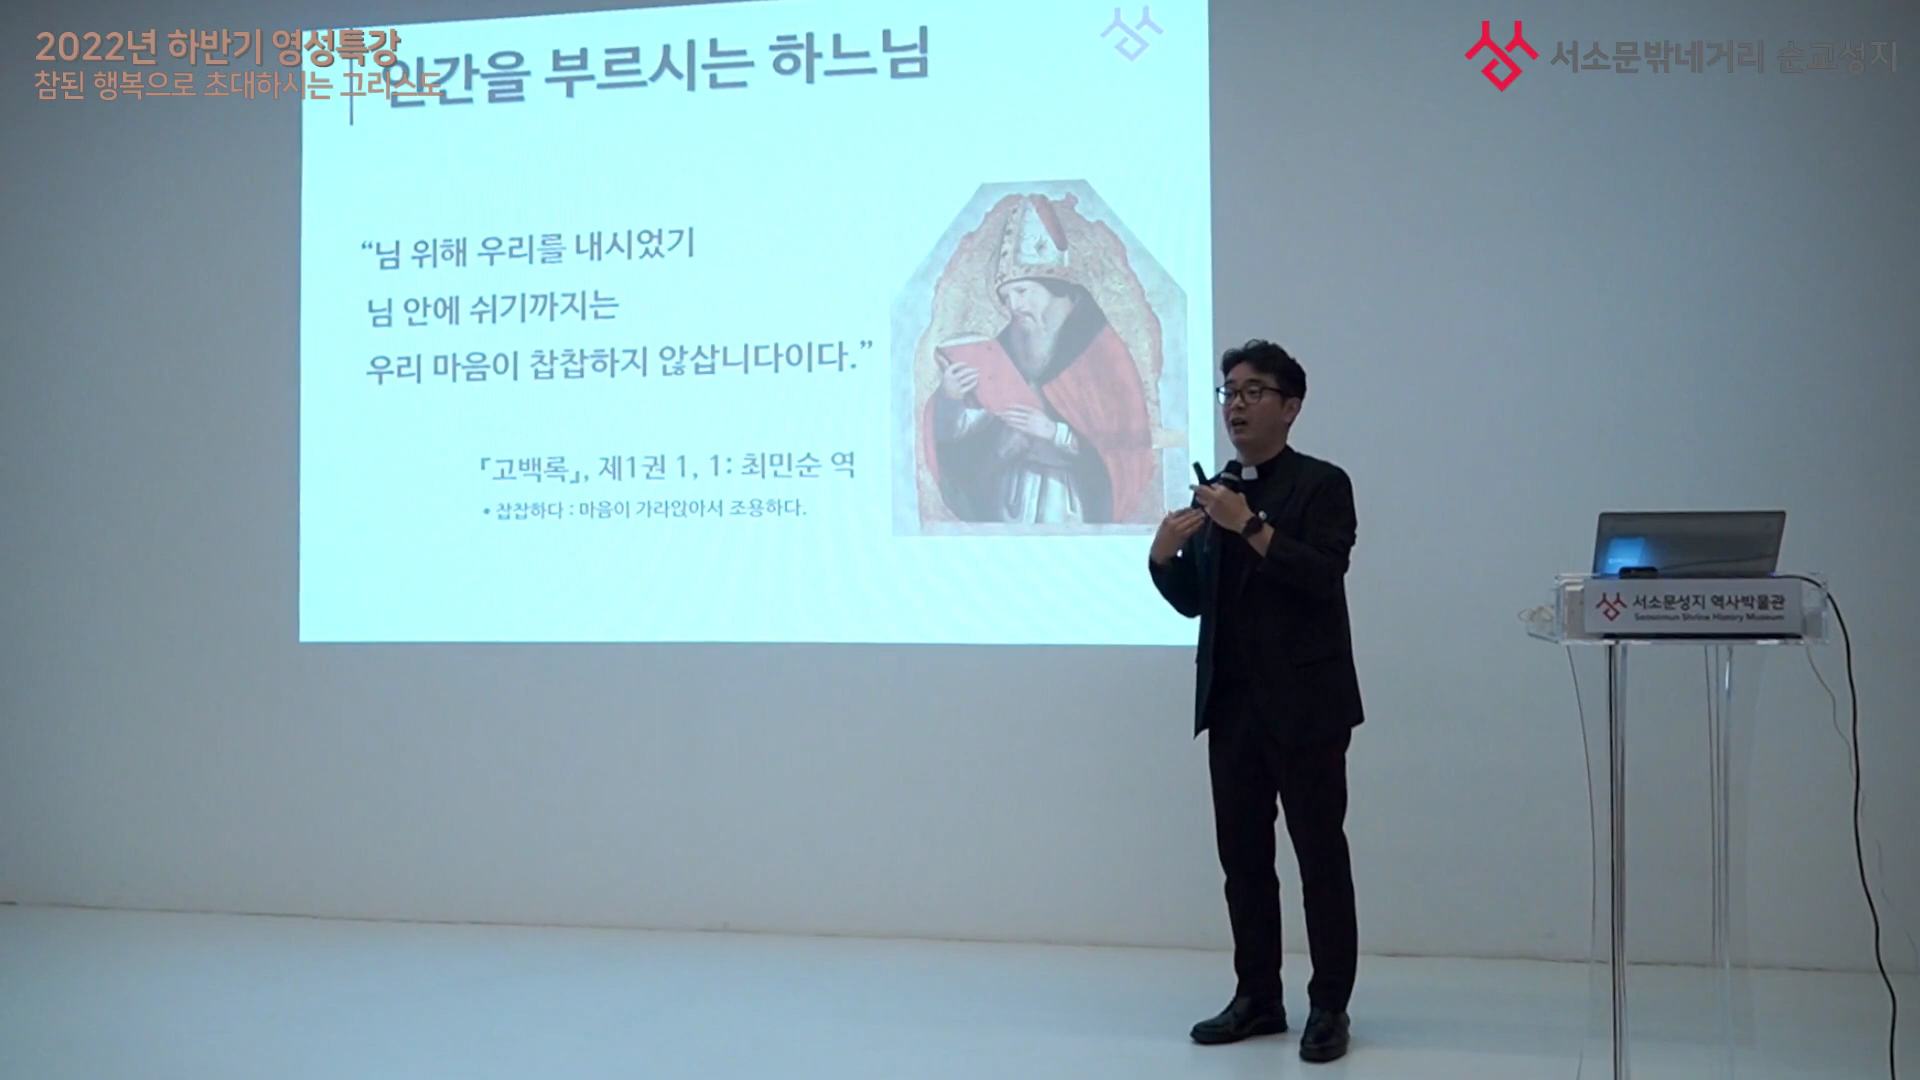 2022년 하반기 영성특강
참된 행복으로 초대하시는 그리스도
서소문밖네거리 순교성지
인간을 부르시는 하느님
“님 위해 우리를 내시었기
님 안에 쉬기까지는
우리 마음이 찹찹하지 않삽니다이다.”
『고백록』, 제1권 1, 1: 최민순 역
• 찹찹하다 : 마음이 가라앉아서 조용하다.
서소문성지 역사박물관
Seosomun Shrine History Museum